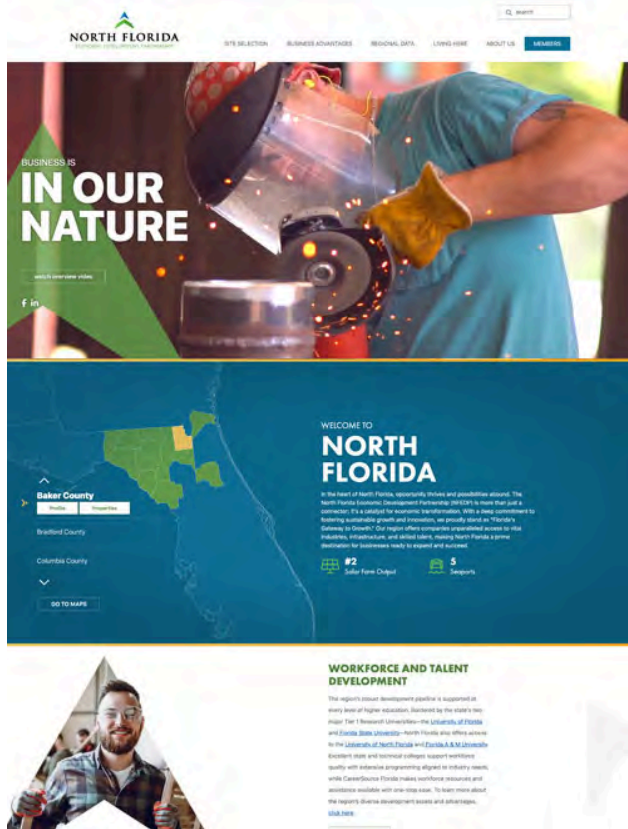 search
NORTH FLORIDA
ECONOMIC DEVELOPMENT PARTNERSHIP
SITE SELECTION BUSINESS ADVANTAGES REGIONAL DATA LIVING HERE ABOUT US MEMBERS
BUSINESS IS
IN OUR
NATURE
watch overview video
f in
WELCOME TO
NORTH
FLORIDA
In the heart of North Florida, opportunity thrives and possibilities abound. The
North Florida Economic Development Partnership (NFEDP) is more than just a
connector; it's a catalyst for economic transformation. With a deep commitment to
fostering sustainable growth and innovation, we proudly stand as "Florida's
Gateway to Growth." Our region offers companies unparalleled access to vital
industries, infrastructure, and skilled talent, making North Florida a prime
destination for businesses ready to expand and succeed.
#2
Solar Farm Output
5
Seaports
Baker County
Profile Properties
Bradford County
Columbia County
GO TO MAPS
WORKFORCE AND TALENT
DEVELOPMENT
The region's robust development pipeline is supported at
every level of higher education. Backed by the state's two
major Tier 1 Research Universities—the University of Florida
and Florida State University—North Florida also offers access
to the University of North Florida and Florida A & M University.
Excellent state and technical colleges support workforce
quality with extensive programming aligned to industry needs,
while CareerSource Florida makes workforce resources and
assistance available with one-stop ease. To learn more about
the region's diverse development assets and advantages,
click here.